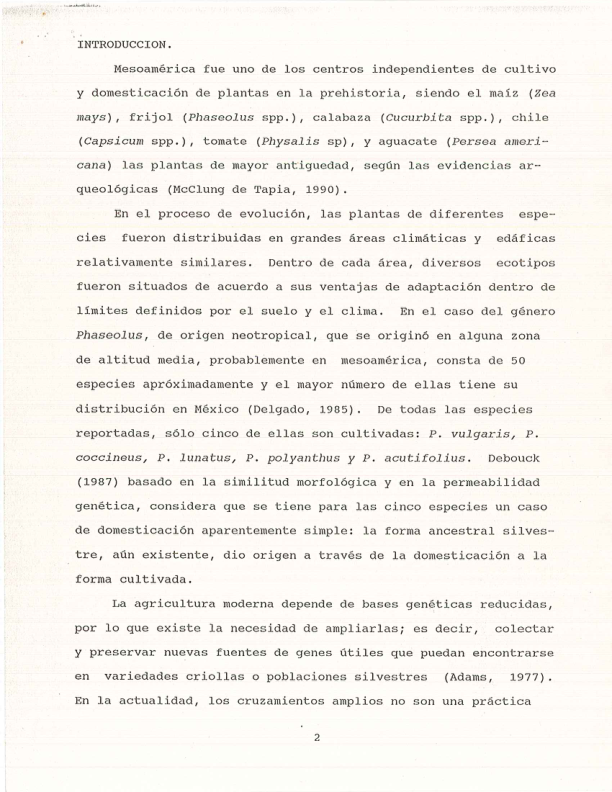 INTRODUCCION.
Mesoamérica fue uno de los centros independientes de cultivo
y domesticación de plantas en la prehistoria, siendo el maíz (Zea
mays), frijol (Phaseolus spp.), calabaza (Cucurbita spp.), chile
(Capsicum spp.), tomate (Physalis sp), y aguacate (Persea ameri-
cana) las plantas de mayor antiguedad, según las evidencias ar-
queológicas (McClung de Tapia, 1990).
En el proceso de evolución, las plantas de diferentes espe-
cies fueron distribuidas en grandes áreas climáticas y edáficas
relativamente similares. Dentro de cada área, diversos ecotipos
fueron situados de acuerdo a sus ventajas de adaptación dentro de
límites definidos por el suelo y el clima. En el caso del género
Phaseolus, de origen neotropical, que se originó en alguna zona
de altitud media, probablemente en mesoamérica, consta de 50
especies apróximadamente y el mayor número de ellas tiene su
distribución en México (Delgado, 1985). De todas las especies
reportadas, sólo cinco de ellas son cultivadas: P. vulgaris, P.
coccineus, P. lunatus, P. polyanthus y P. acutifolius. Debouck
(1987) basado en la similitud morfológica y en la permeabilidad
genética, considera que se tiene para las cinco especies un caso
de domesticación aparentemente simple: la forma ancestral silves-
tre, aún existente, dio origen a través de la domesticación a la
forma cultivada.
La agricultura moderna depende de bases genéticas reducidas,
por lo que existe la necesidad de ampliarlas; es decir, colectar
y preservar nuevas fuentes de genes útiles que puedan encontrarse
en variedades criollas o poblaciones silvestres (Adams, 1977).
En la actualidad, los cruzamientos amplios no son una práctica
2